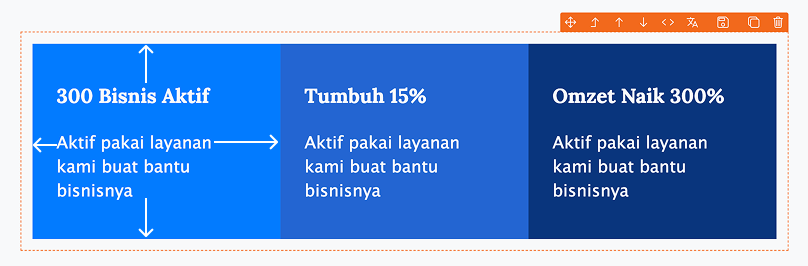 300 Bisnis Aktif
Aktif pakai layanan
kami buat bantu
bisnisnya
Tumbuh 15%
Aktif pakai layanan
kami buat bantu
bisnisnya
Omzet Naik 300%
Aktif pakai layanan
kami buat bantu
bisnisnya